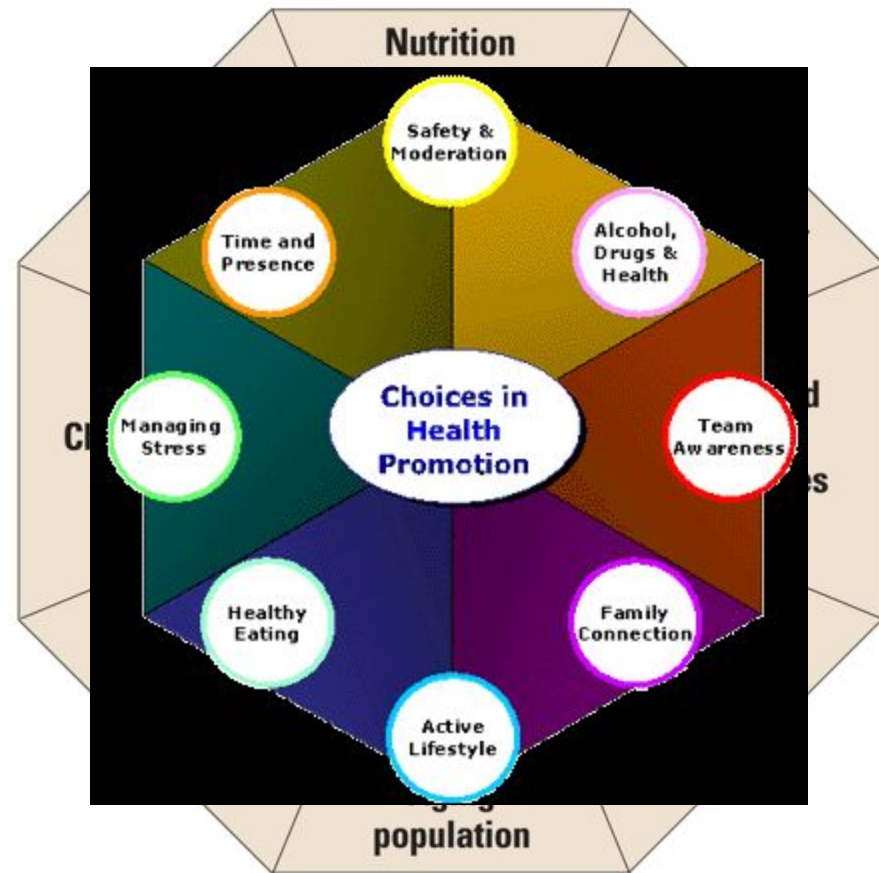 Nutrition
Safety &
Moderation
Time and
Presence
Alcohol,
Drugs &
Health
Choices in
Health
Promotion
Managing
Stress
Team
Awareness
Healthy
Eating
Family
Connection
Active
Lifestyle
population